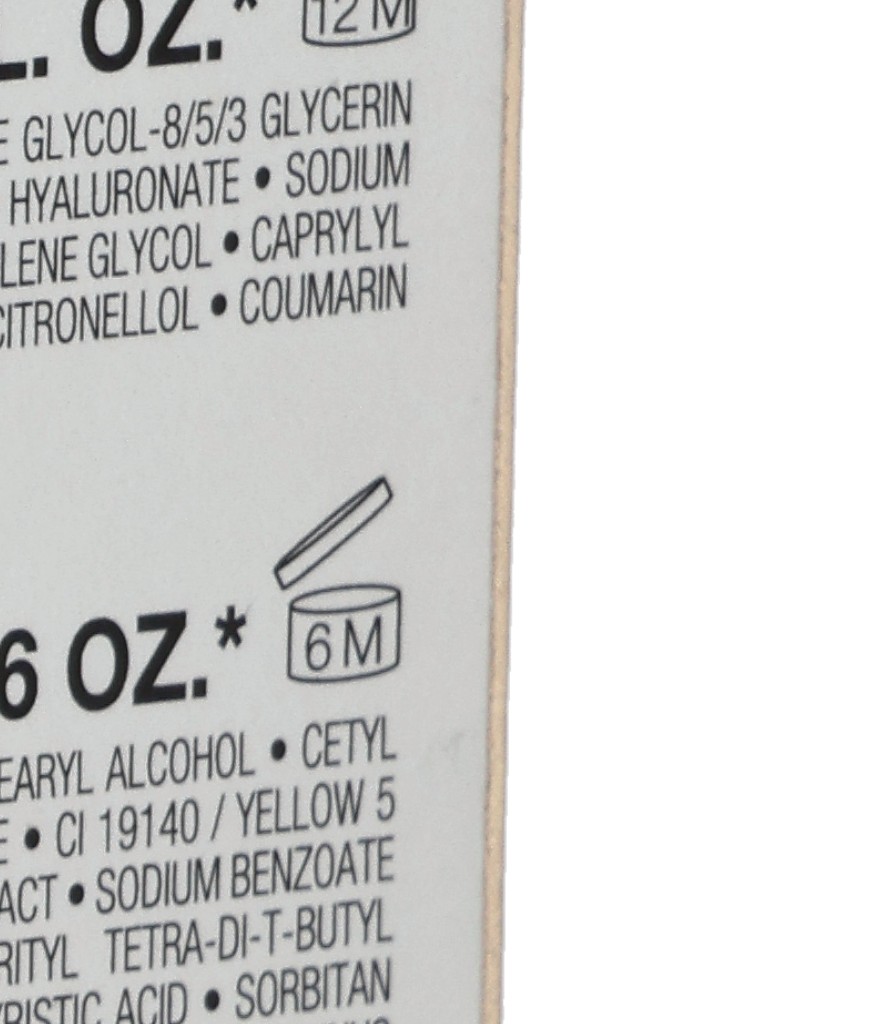 L. OZ.* 12 M
E GLYCOL-8/5/3 GLYCERIN
HYALURONATE • SODIUM
LENE GLYCOL • CAPRYLYL
CITRONELLOL • COUMARIN
6 OZ.* 6 M
EARYL ALCOHOL • CETYL
E • CI 19140 / YELLOW 5
ACT • SODIUM BENZOATE
RITYL TETRA-DI-T-BUTYL
RISTIC ACID • SORBITAN